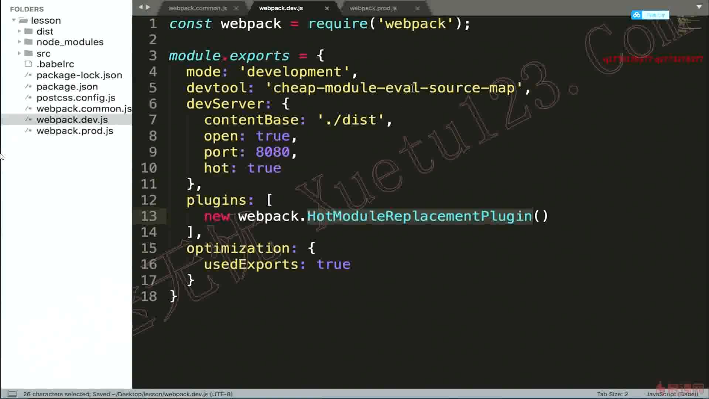 FOLDERS
lesson
dist
node_modules
src
.babelrc
package-lock.json
package.json
postcss.config.js
webpack.common.js
webpack.dev.js
webpack.prod.js
webpack.common.js
webpack.dev.js
webpack.prod.js
1 const webpack = require('webpack');
2
3 module.exports = {
4 mode: 'development',
5 devtool: 'cheap-module-eval-source-map',
6 devServer: {
7 contentBase: './dist',
8 open: true,
9 port: 8080,
10 hot: true
11 },
12 plugins: [
13 new webpack.HotModuleReplacementPlugin()
14 ],
15 optimization: {
16 usedExports: true
17 }
18 }
Xuetu123.Com
26 characters selected; Saved ~/Desktop/lesson/webpack.dev.js (UTF-8)
Tab Size: 2
JavaScript (Babel)